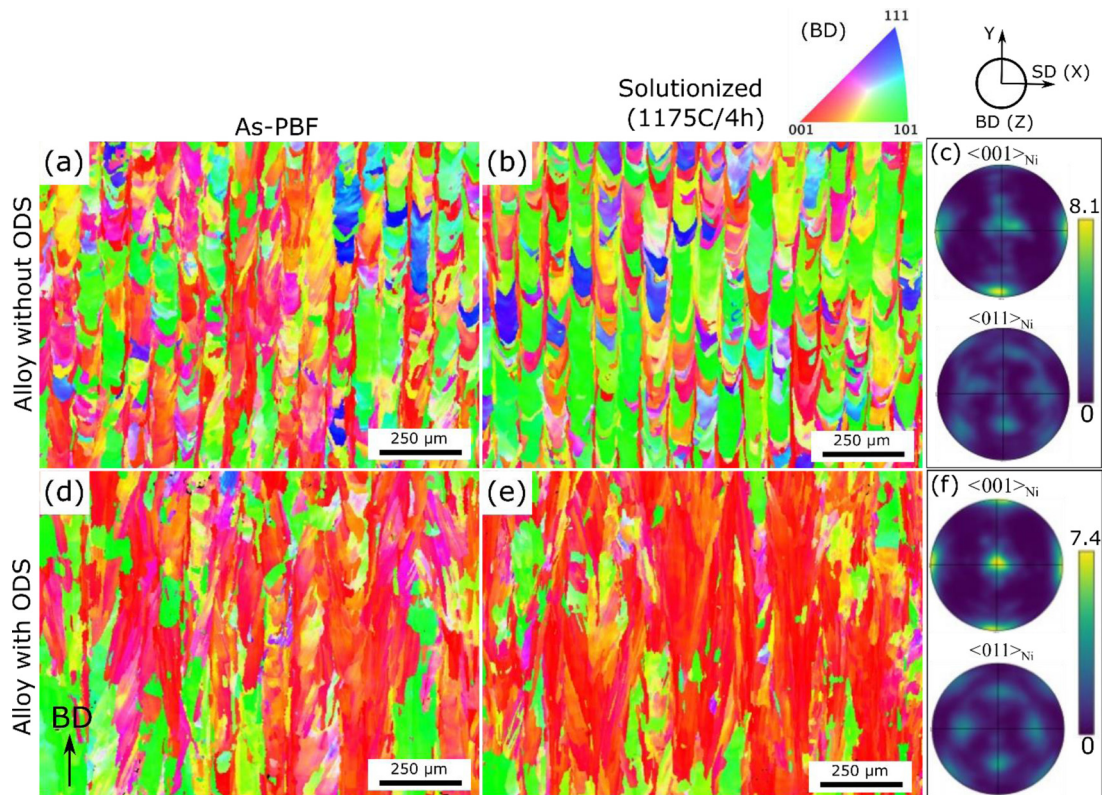 (BD)
111
001
101
Y
SD (X)
BD (Z)
Solutionized
(1175C/4h)
As-PBF
Alloy without ODS
(a)
250 μm
(b)
250 μm
(c)
<001>Ni
8.1
<011>Ni
0
Alloy with ODS
(d)
BD
250 μm
(e)
250 μm
(f)
<001>Ni
7.4
<011>Ni
0